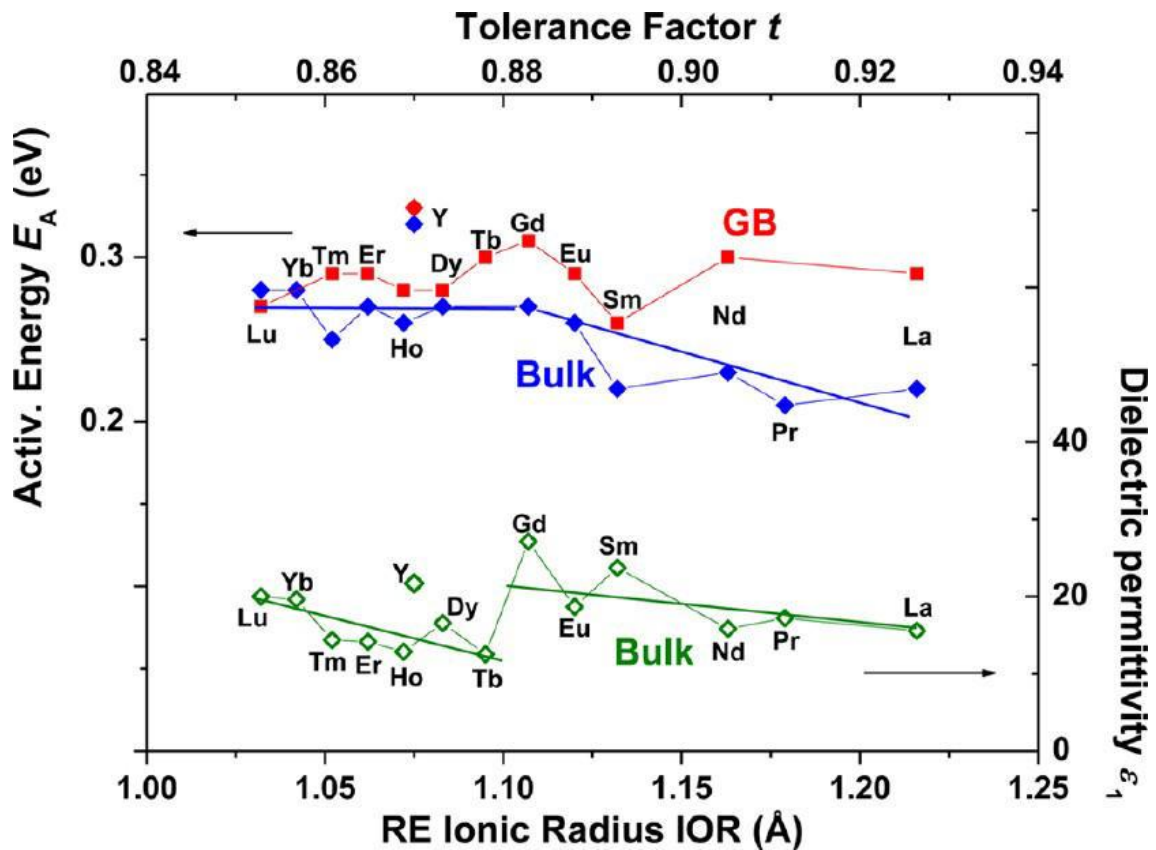 Tolerance Factor t
0.84 0.86 0.88 0.90 0.92 0.94
Activ. Energy E_A (eV)
0.3
0.2
Y
GB
Gd
Tb
Eu
Yb Tm Er Dy
Sm
Lu Ho Nd La
Bulk
Pr
Dielectric permittivity ε_1
40
20
0
Gd
Sm
Yb Y Dy La
Lu
Tm Er Ho Tb Eu Bulk Nd Pr
1.00 1.05 1.10 1.15 1.20 1.25
RE Ionic Radius IOR (Å)